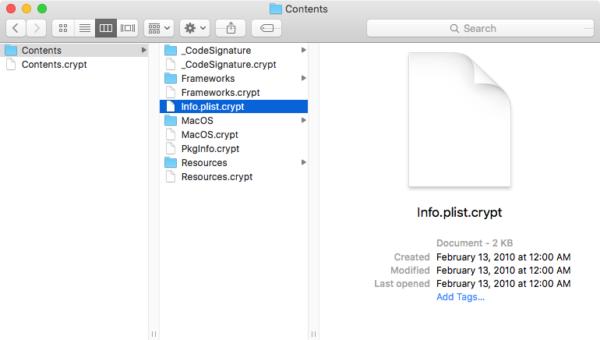 Contents
Search
Contents
Contents.crypt
_CodeSignature
_CodeSignature.crypt
Frameworks
Frameworks.crypt
Info.plist.crypt
MacOS
MacOS.crypt
PkgInfo.crypt
Resources
Resources.crypt
Info.plist.crypt
Document - 2 KB
Created February 13, 2010 at 12:00 AM
Modified February 13, 2010 at 12:00 AM
Last opened February 13, 2010 at 12:00 AM
Add Tags...